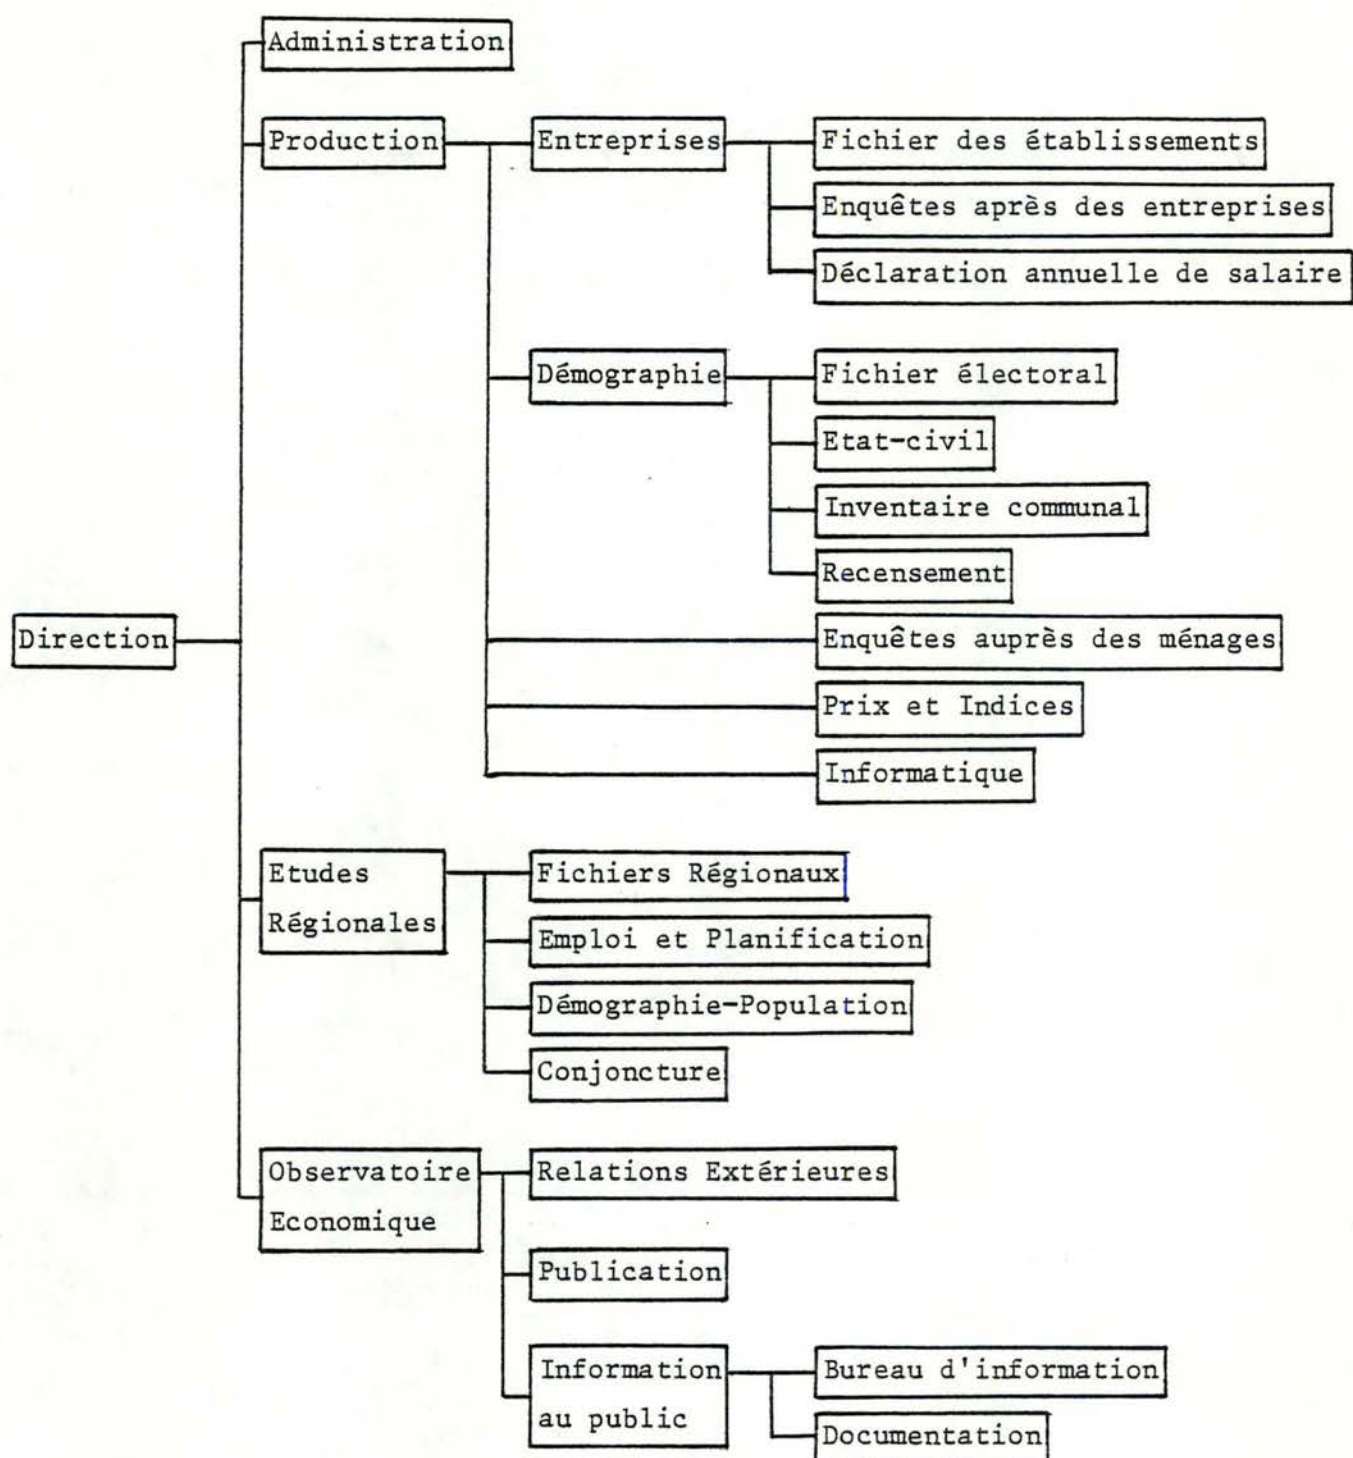 Administration
Production
Entreprises
Fichier des établissements
Enquêtes après des entreprises
Déclaration annuelle de salaire
Démographie
Fichier électoral
Etat-civil
Inventaire communal
Recensement
Direction
Enquêtes auprès des ménages
Prix et Indices
Informatique
Etudes
Régionales
Fichiers Régionaux
Emploi et Planification
Démographie-Population
Conjoncture
Observatoire
Economique
Relations Extérieures
Publication
Information
au public
Bureau d'information
Documentation